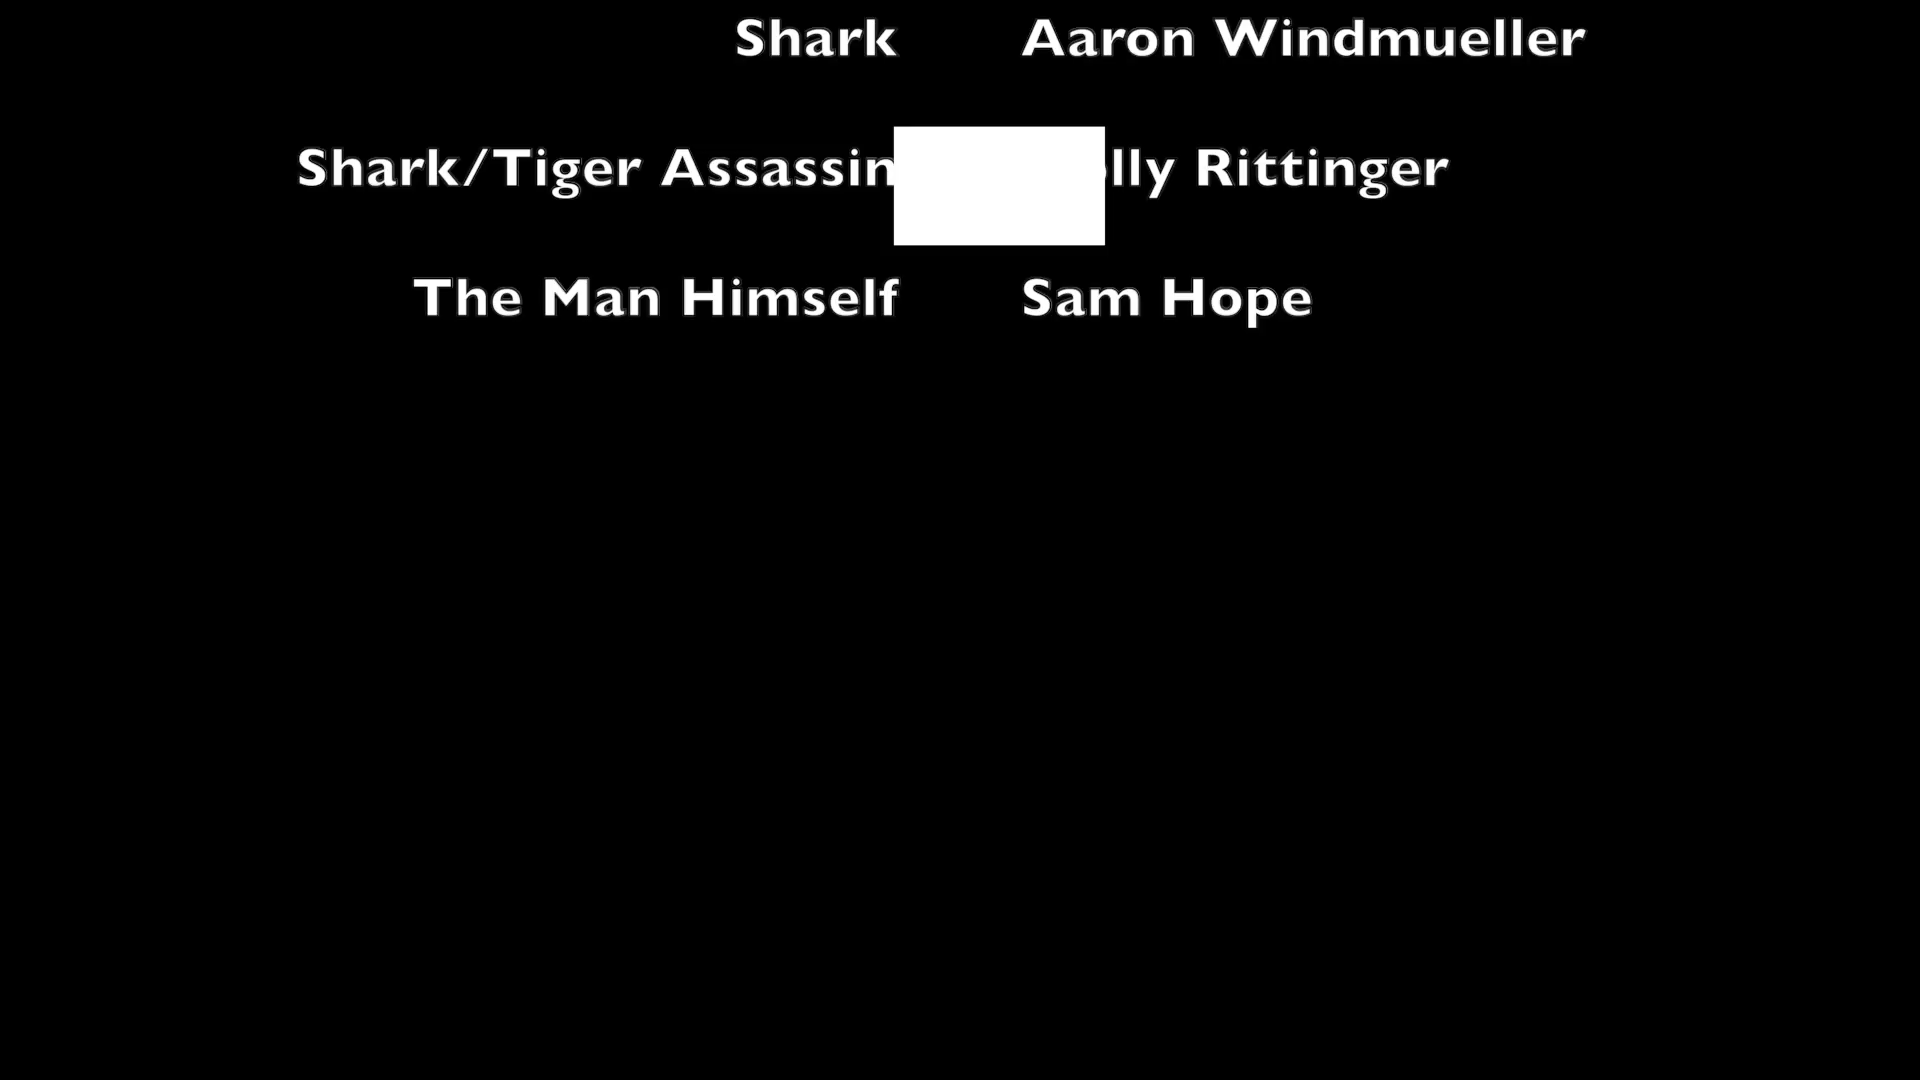 Shark Aaron Windmueller
Shark/Tiger Assassin Rittinger
The Man Himself Sam Hope